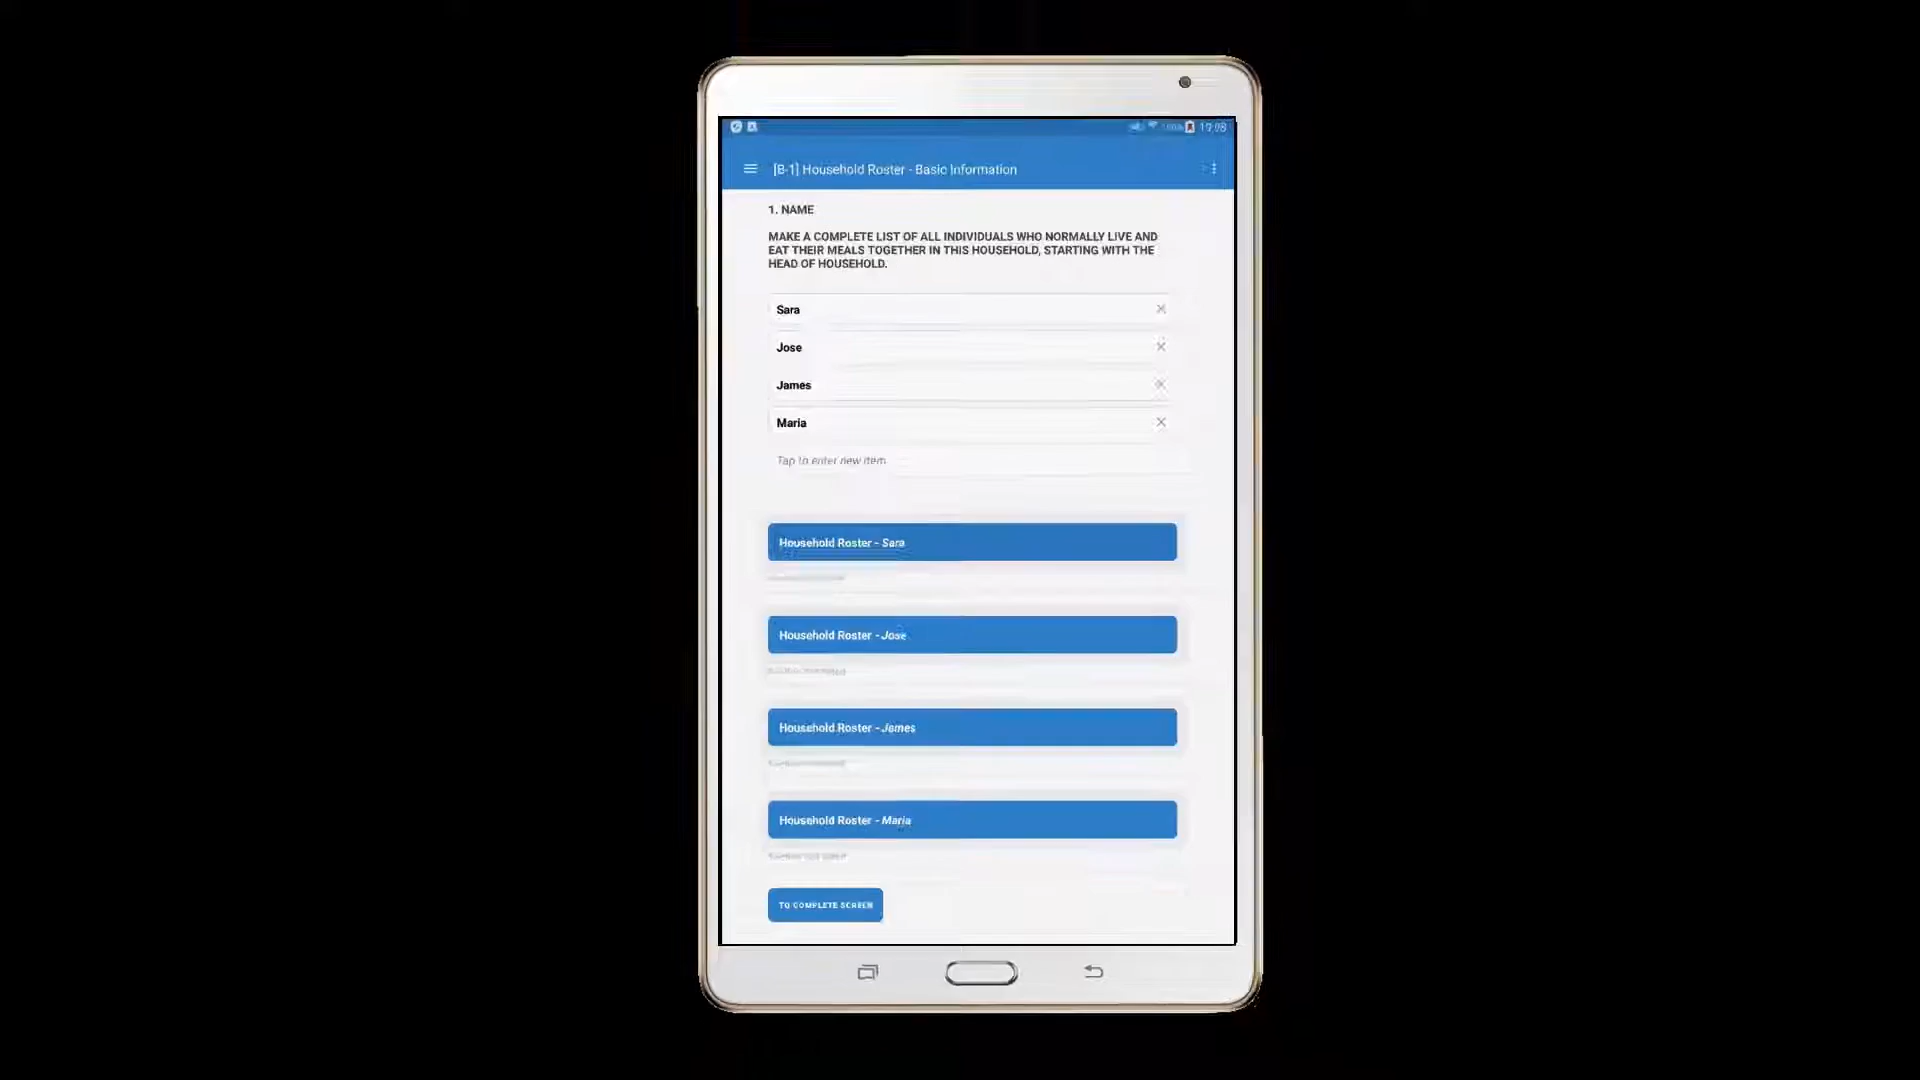 19:08
[B-1] Household Roster - Basic Information
1. NAME
MAKE A COMPLETE LIST OF ALL INDIVIDUALS WHO NORMALLY LIVE AND
EAT THEIR MEALS TOGETHER IN THIS HOUSEHOLD, STARTING WITH THE
HEAD OF HOUSEHOLD.
Sara
Jose
James
Maria
Tap to enter new item
Household Roster - Sara
Household Roster - Jose
Household Roster - James
Household Roster - Maria
TO COMPLETE SCREEN